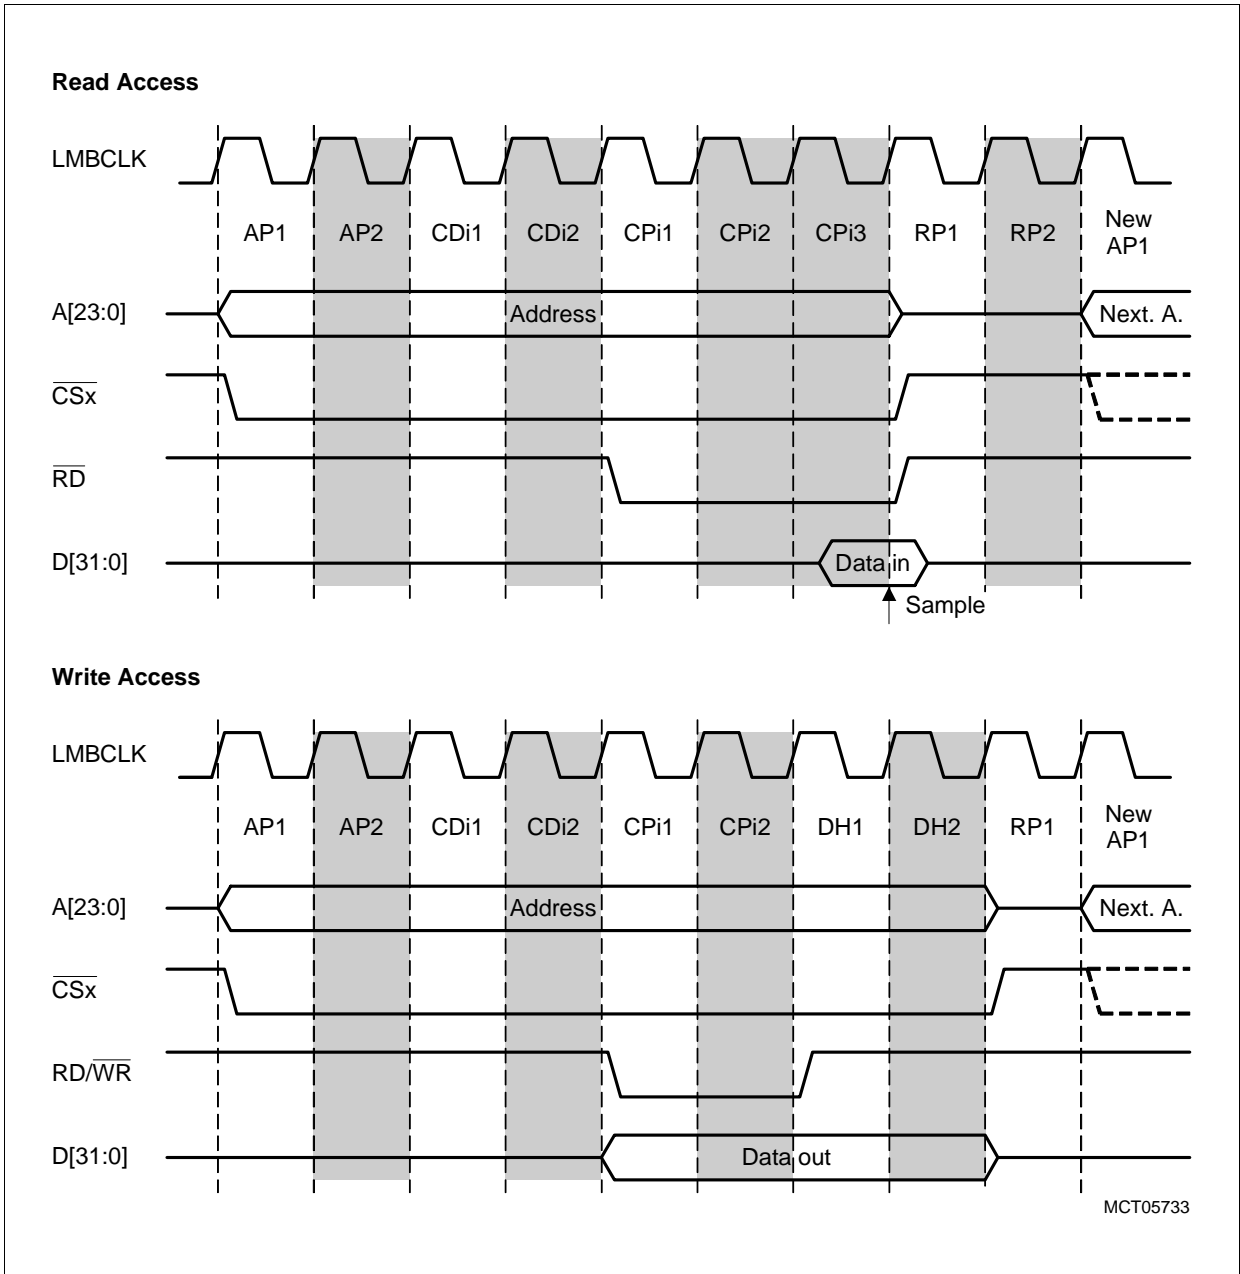 Read Access
LMBCLK
AP1 AP2 CDi1 CDi2 CPi1 CPi2 CPi3 RP1 RP2 New AP1
A[23:0] Address Next. A.
CSx
RD
D[31:0] Data in
Sample
Write Access
LMBCLK
AP1 AP2 CDi1 CDi2 CPi1 CPi2 DH1 DH2 RP1 New AP1
A[23:0] Address Next. A.
CSx
RD/WR
D[31:0] Data out
MCT05733